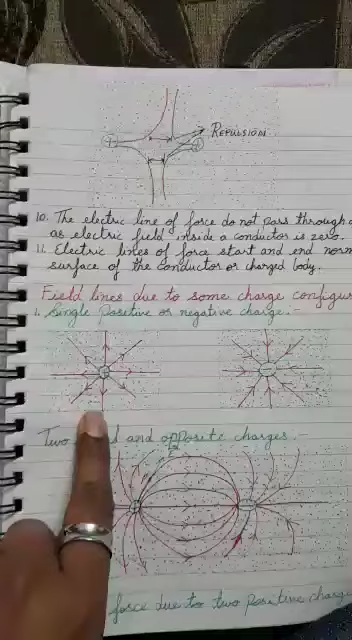 REPULSION
10. The electric line of force do not pass through a
as electric field inside a conductor is zero.
11. Electric lines of force start and end norm
surface of the conductor or charged body.
Field lines due to some charge configur
1. Single positive or negative charge:-
Two and opposite charges:-
force due to two positive charge